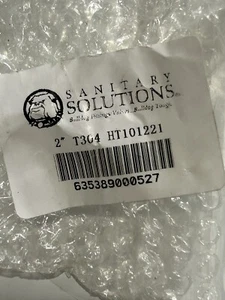 SANITARY
SOLUTIONS
2" T304 HT101221
635389000527